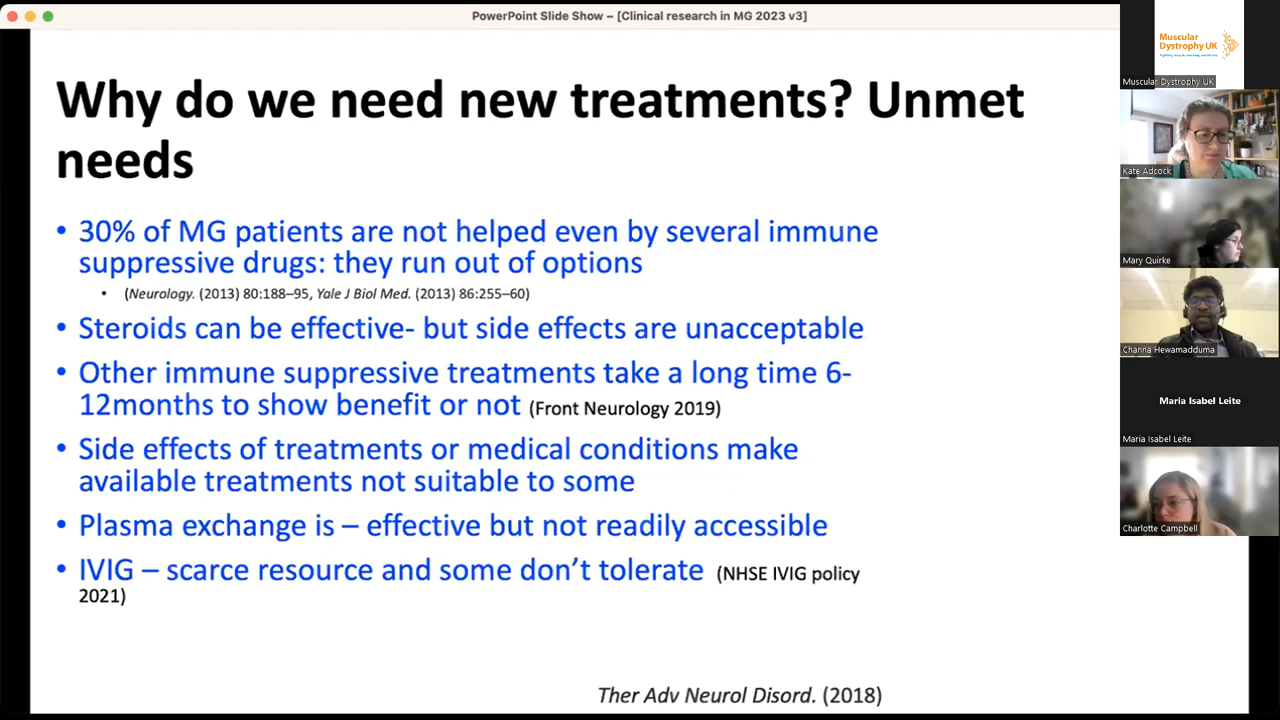 PowerPoint Slide Show – [Clinical research in MG 2023 v3]
Why do we need new treatments? Unmet
needs
• 30% of MG patients are not helped even by several immune
suppressive drugs: they run out of options
• (Neurology. (2013) 80:188–95, Yale J Biol Med. (2013) 86:255–60)
• Steroids can be effective- but side effects are unacceptable
• Other immune suppressive treatments take a long time 6-
12months to show benefit or not (Front Neurology 2019)
• Side effects of treatments or medical conditions make
available treatments not suitable to some
• Plasma exchange is – effective but not readily accessible
• IVIG – scarce resource and some don’t tolerate (NHSE IVIG policy
2021)
Ther Adv Neurol Disord. (2018)
Muscular
Dystrophy UK
Muscular Dystrophy UK
Kate Adcock
Mary Quirke
Channa Hewamadduma
Maria Isabel Leite
Maria Isabel Leite
Charlotte Campbell